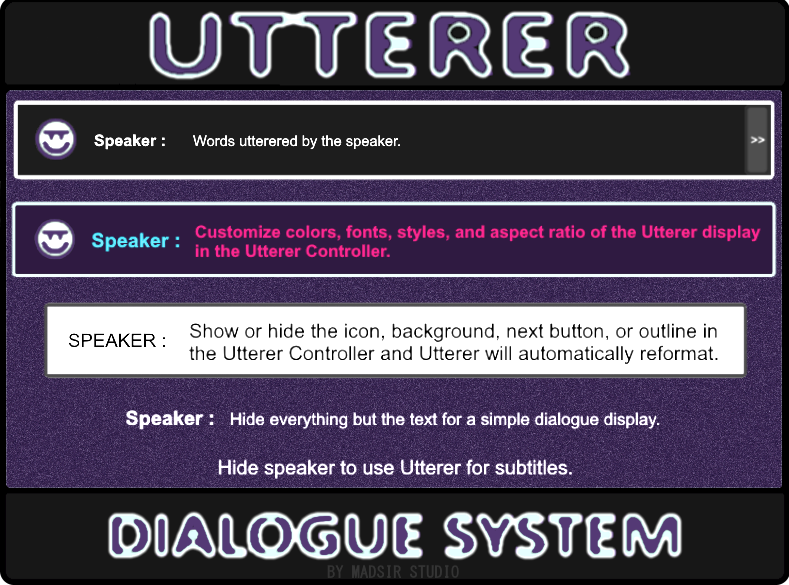 UTTERER
Speaker : Words utterered by the speaker. >>
Speaker : Customize colors, fonts, styles, and aspect ratio of the Utterer display
in the Utterer Controller.
SPEAKER : Show or hide the icon, background, next button, or outline in
the Utterer Controller and Utterer will automatically reformat.
Speaker : Hide everything but the text for a simple dialogue display.
Hide speaker to use Utterer for subtitles.
DIALOGUE SYSTEM
BY MADSIR STUDIO